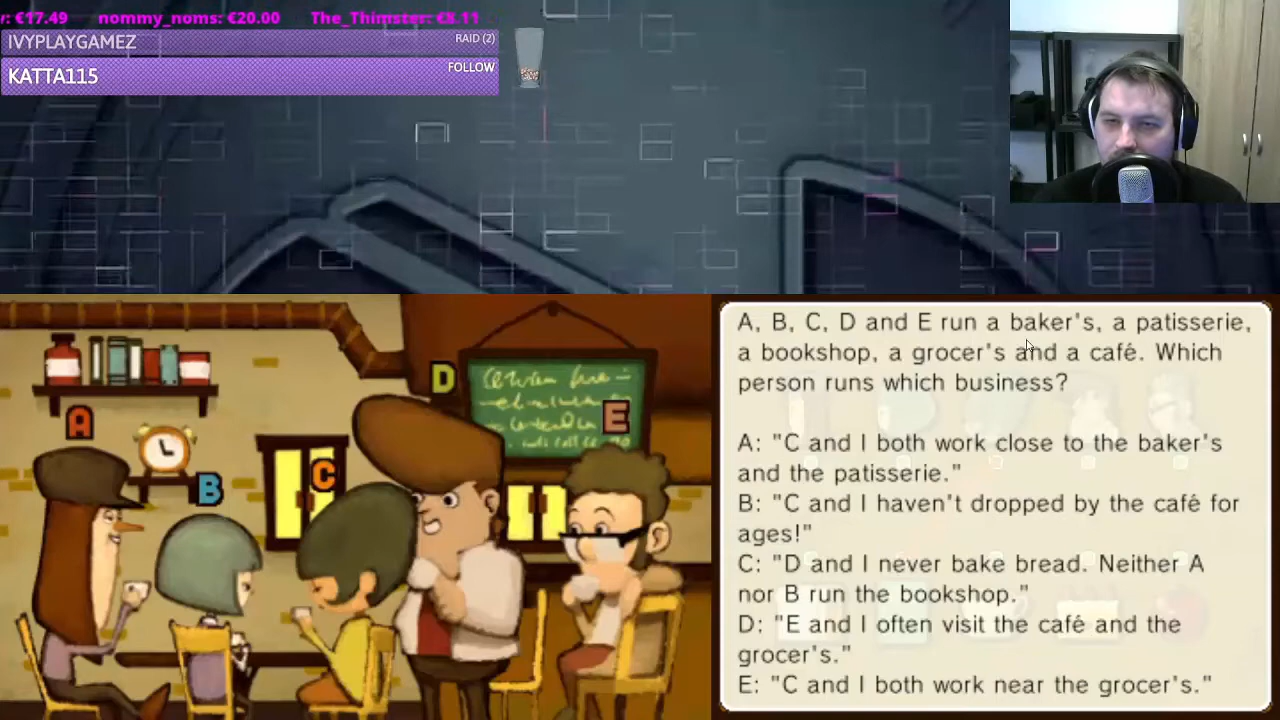 €17.49 nommy_noms: €20.00 The_Thimster: €8.11
IVYPLAYGAMEZ RAID (2)
KATTA115 FOLLOW
A, B, C, D and E run a baker's, a patisserie,
a bookshop, a grocer's and a café. Which
person runs which business?
A: "C and I both work close to the baker's
and the patisserie."
B: "C and I haven't dropped by the café for
ages!"
C: "D and I never bake bread. Neither A
nor B run the bookshop."
D: "E and I often visit the café and the
grocer's."
E: "C and I both work near the grocer's."
D
E
A
C
B